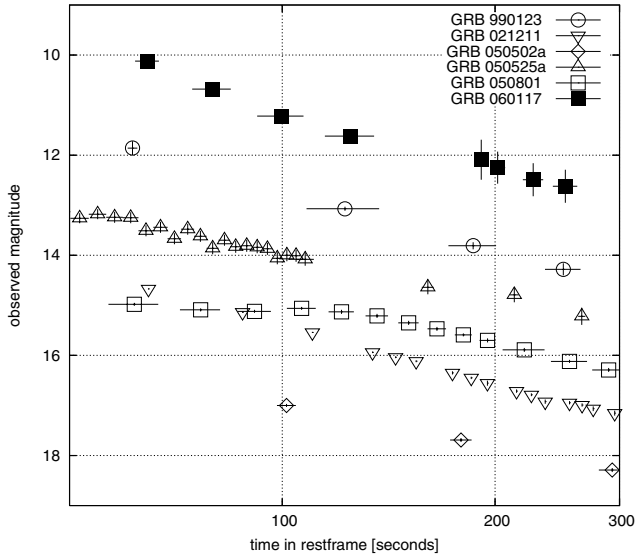 GRB 990123
GRB 021211
GRB 050502a
GRB 050525a
GRB 050801
GRB 060117
10
12
14
16
18
observed magnitude
100
200
300
time in restframe [seconds]